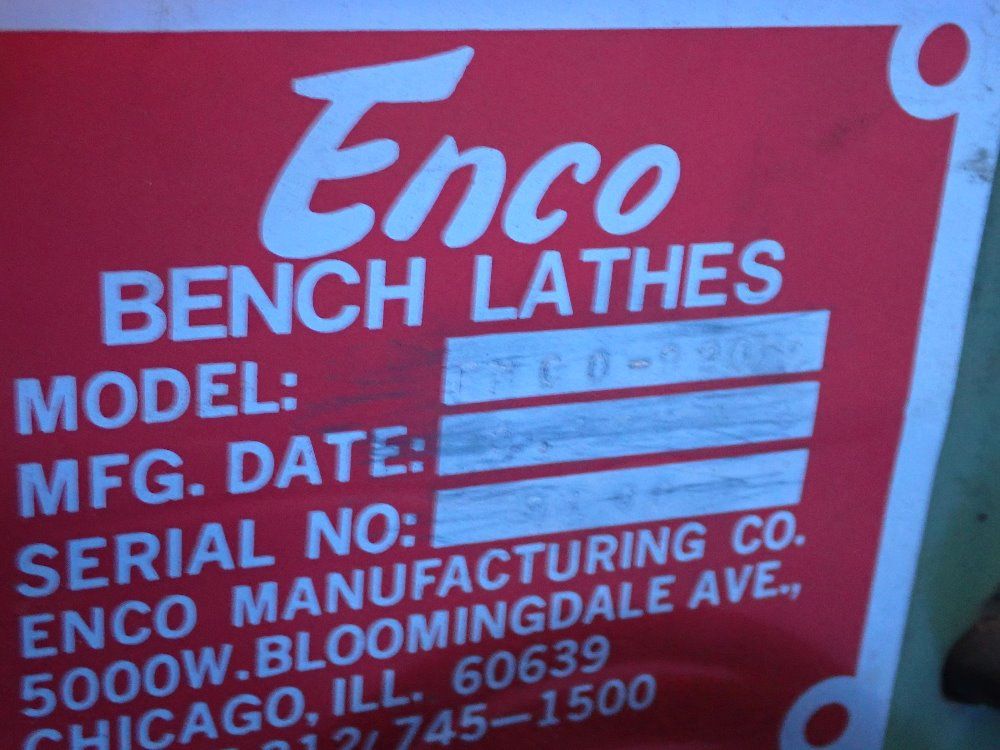 Enco
BENCH LATHES
MODEL:
MFG. DATE:
SERIAL NO:
ENCO MANUFACTURING CO.
5000W.BLOOMINGDALE AVE.,
CHICAGO, ILL. 60639
745-1500